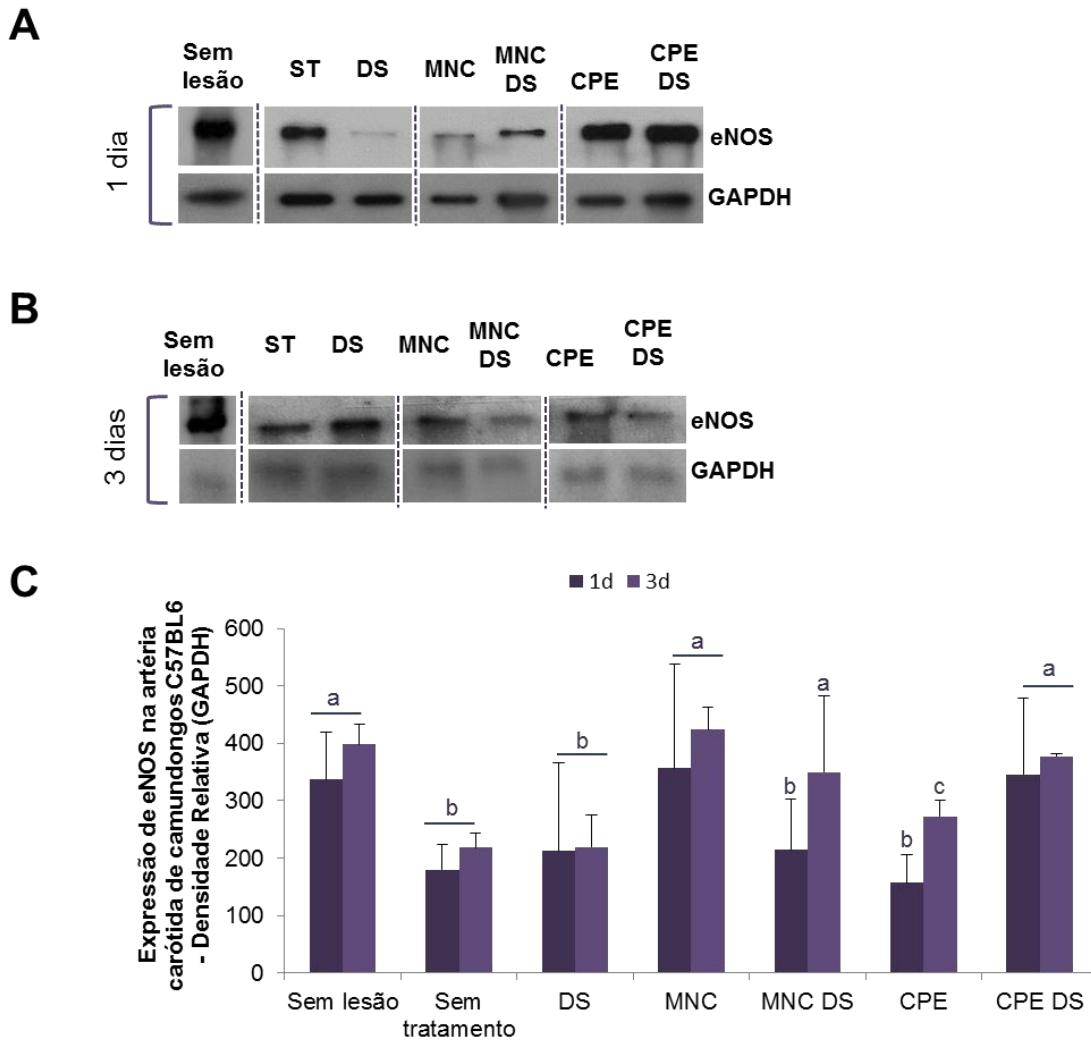 A
Sem
lesão
ST
DS
MNC
MNC
DS
CPE
CPE
DS
1 dia
eNOS
GAPDH
B
Sem
lesão
ST
DS
MNC
MNC
DS
CPE
CPE
DS
3 dias
eNOS
GAPDH
C
1d 3d
Expressão de eNOS na artéria
carótida de camundongos C57BL6
- Densidade Relativa (GAPDH)
600
500
400
300
200
100
0
a
b
b
a
b
a
b
c
a
Sem lesão
Sem
tratamento
DS
MNC
MNC DS
CPE
CPE DS